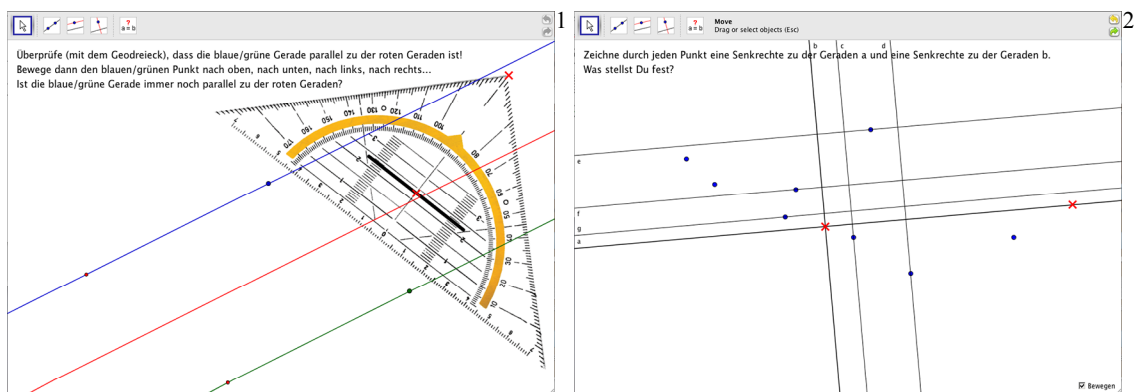 1
2
a = b
Überprüfe (mit dem Geodreieck), dass die blaue/grüne Gerade parallel zu der roten Geraden ist!
Bewege dann den blauen/grünen Punkt nach oben, nach unten, nach links, nach rechts...
Ist die blaue/grüne Gerade immer noch parallel zu der roten Geraden?
a = b
Move
Drag or select objects (Esc)
b
c
d
Zeichne durch jeden Punkt eine Senkrechte zu der Geraden a und eine Senkrechte zu der Geraden b.
Was stellst Du fest?
e
f
g
a
Bewegen